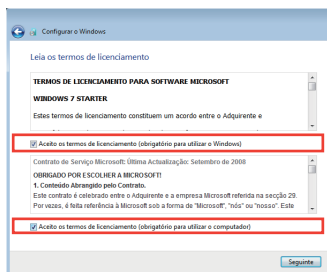 Configurar o Windows
Leia os termos de licenciamento
TERMOS DE LICENCIAMENTO PARA SOFTWARE MICROSOFT
WINDOWS 7 STARTER
Estes termos de licenciamento constituem um acordo entre o Adquirente e
Aceito os termos de licenciamento (obrigatório para utilizar o Windows)
Contrato de Serviço Microsoft: Última Actualização: Setembro de 2008
OBRIGADO POR ESCOLHER A MICROSOFT!
1. Conteúdo Abrangido pelo Contrato.
Este contrato é celebrado entre o Adquirente e a empresa Microsoft referida na secção 29.
Por vezes, é feita referência à Microsoft sob a forma de "Microsoft", "nós" ou "nosso". Este
Aceito os termos de licenciamento (obrigatório para utilizar o computador)
Seguinte